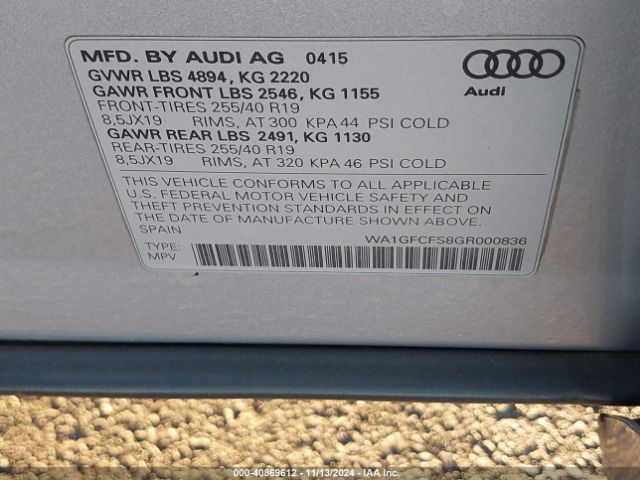 MFD. BY AUDI AG 0415
GVWR LBS 4894, KG 2220
GAWR FRONT LBS 2546, KG 1155
FRONT-TIRES 255/40 R19
8,5JX19 RIMS, AT 300 KPA 44 PSI COLD
GAWR REAR LBS 2491, KG 1130
REAR-TIRES 255/40 R19
8,5JX19 RIMS, AT 320 KPA 46 PSI COLD
Audi
THIS VEHICLE CONFORMS TO ALL APPLICABLE
U.S. FEDERAL MOTOR VEHICLE SAFETY AND
THEFT PREVENTION STANDARDS IN EFFECT ON
THE DATE OF MANUFACTURE SHOWN ABOVE.
SPAIN
WA1GFCFS8GR000836
TYPE:
MPV
000-40869612 - 11/13/2024 - IAA Inc.